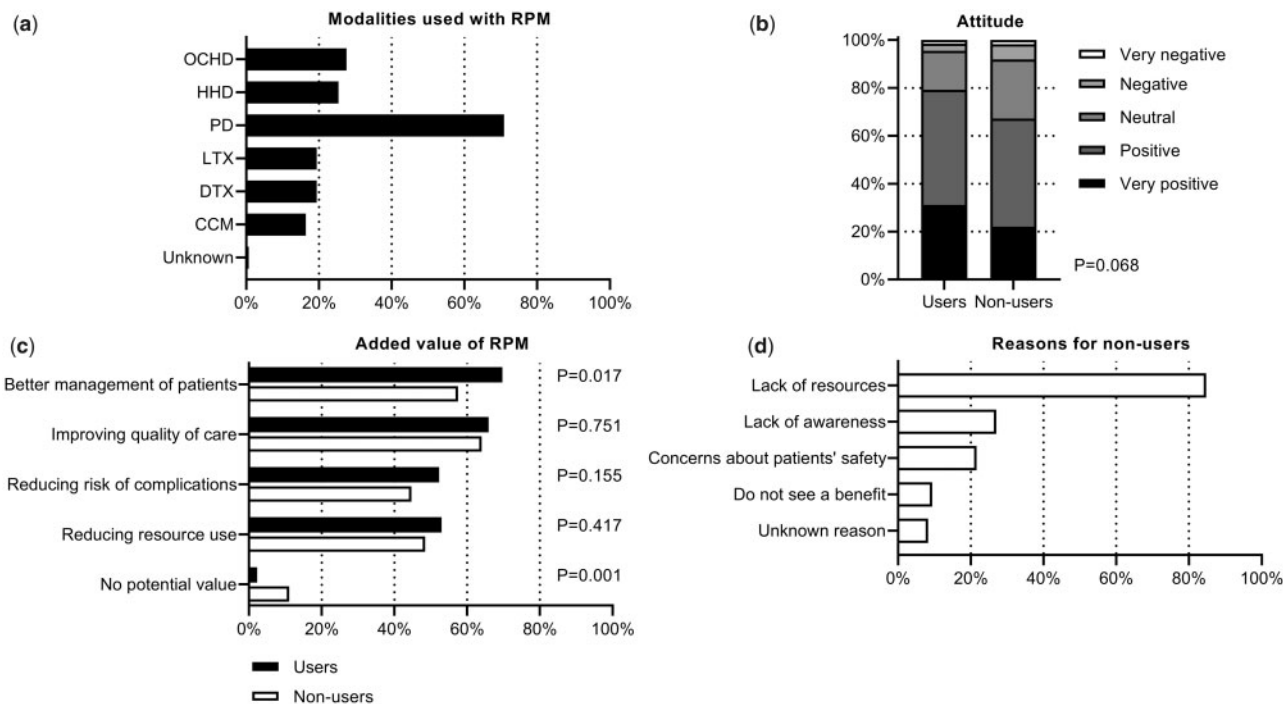 (a)
Modalities used with RPM
OCHD
HHD
PD
LTX
DTX
CCM
Unknown
0% 20% 40% 60% 80% 100%
(b)
Attitude
100%
80%
60%
40%
20%
0%
Users Non-users
Very negative
Negative
Neutral
Positive
Very positive
P=0.068
(c)
Added value of RPM
Better management of patients P=0.017
Improving quality of care P=0.751
Reducing risk of complications P=0.155
Reducing resource use P=0.417
No potential value P=0.001
0% 20% 40% 60% 80% 100%
Users
Non-users
(d)
Reasons for non-users
Lack of resources
Lack of awareness
Concerns about patients' safety
Do not see a benefit
Unknown reason
0% 20% 40% 60% 80% 100%